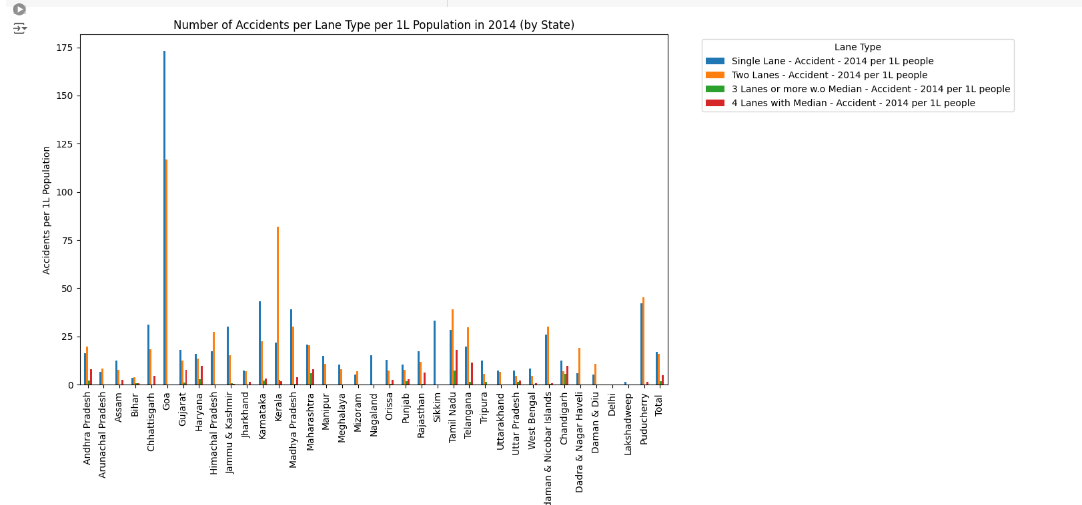 Number of Accidents per Lane Type per 1L Population in 2014 (by State)
Lane Type
Single Lane - Accident - 2014 per 1L people
Two Lanes - Accident - 2014 per 1L people
3 Lanes or more w.o Median - Accident - 2014 per 1L people
4 Lanes with Median - Accident - 2014 per 1L people
Accidents per 1L Population
175
150
125
100
75
50
25
0
Andhra Pradesh
Arunachal Pradesh
Assam
Bihar
Chhattisgarh
Goa
Gujarat
Haryana
Himachal Pradesh
Jammu & Kashmir
Jharkhand
Karnataka
Kerala
Madhya Pradesh
Maharashtra
Manipur
Meghalaya
Mizoram
Nagaland
Orissa
Punjab
Rajasthan
Sikkim
Tamil Nadu
Telangana
Tripura
Uttarakhand
Uttar Pradesh
West Bengal
daman & Nicobar Islands
Chandigarh
Dadra & Nagar Haveli
Daman & Diu
Delhi
Lakshadweep
Puducherry
Total